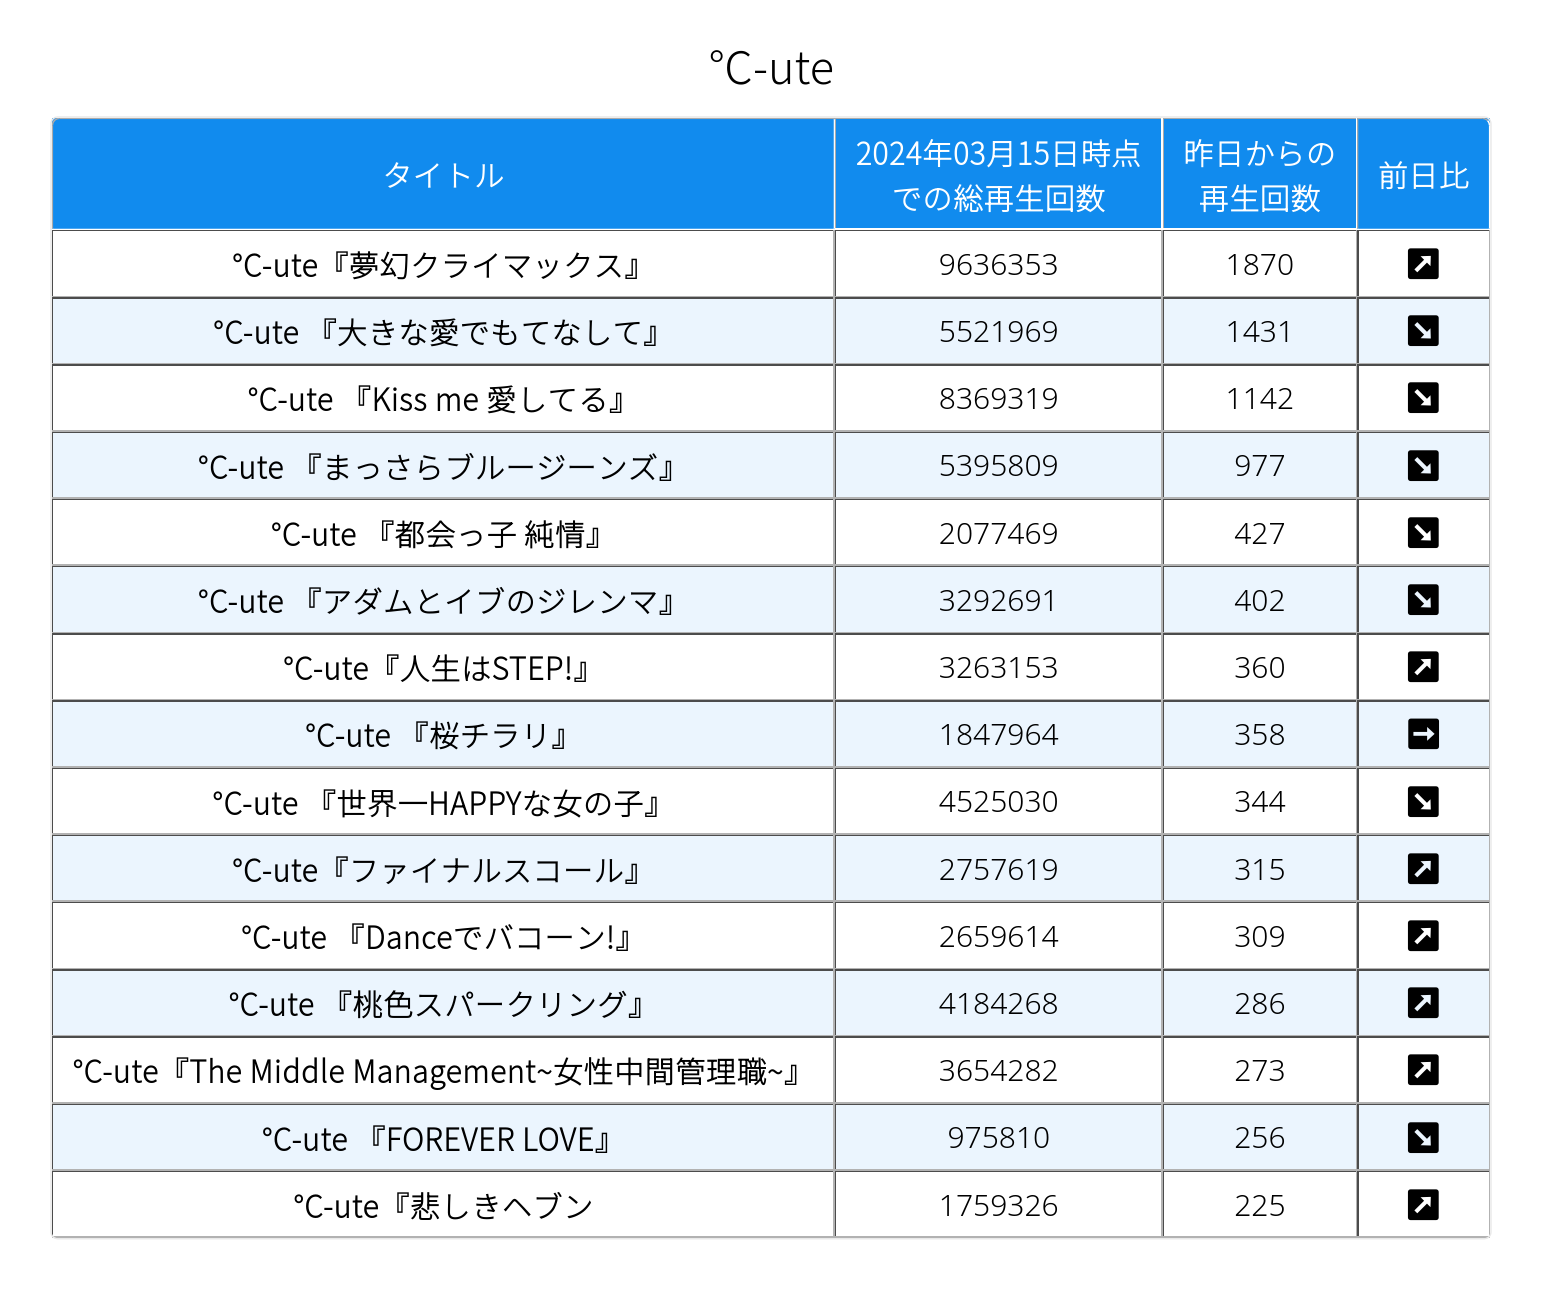 ℃-ute
タイトル 2024年03月15日時点での総再生回数 昨日からの再生回数 前日比
℃-ute『夢幻クライマックス』 9636353 1870 ↗
℃-ute 『大きな愛でもてなして』 5521969 1431 ↘
℃-ute 『Kiss me 愛してる』 8369319 1142 ↘
℃-ute 『まっさらブルージーンズ』 5395809 977 ↘
℃-ute 『都会っ子 純情』 2077469 427 ↘
℃-ute 『アダムとイブのジレンマ』 3292691 402 ↘
℃-ute『人生はSTEP!』 3263153 360 ↗
℃-ute 『桜チラリ』 1847964 358 →
℃-ute 『世界一HAPPYな女の子』 4525030 344 ↘
℃-ute『ファイナルスコール』 2757619 315 ↗
℃-ute 『Danceでバコーン!』 2659614 309 ↗
℃-ute 『桃色スパークリング』 4184268 286 ↗
℃-ute『The Middle Management~女性中間管理職~』 3654282 273 ↗
℃-ute 『FOREVER LOVE』 975810 256 ↘
℃-ute『悲しきヘブン 1759326 225 ↗